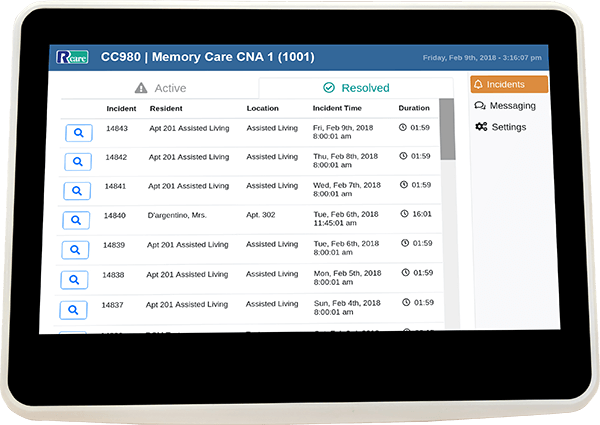 Rcare CC980 | Memory Care CNA 1 (1001) Friday, Feb 9th, 2018 - 3:16:07 pm
Active Resolved
Incidents
Messaging
Settings
Incident Resident Location Incident Time Duration
14843 Apt 201 Assisted Living Assisted Living Fri, Feb 9th, 2018 01:59
8:00:01 am
14842 Apt 201 Assisted Living Assisted Living Thu, Feb 8th, 2018 01:59
8:00:01 am
14841 Apt 201 Assisted Living Assisted Living Wed, Feb 7th, 2018 01:59
8:00:01 am
14840 D'argentino, Mrs. Apt. 302 Tue, Feb 6th, 2018 16:01
11:45:01 am
14839 Apt 201 Assisted Living Assisted Living Tue, Feb 6th, 2018 01:59
8:00:01 am
14838 Apt 201 Assisted Living Assisted Living Mon, Feb 5th, 2018 01:59
8:00:01 am
14837 Apt 201 Assisted Living Assisted Living Sun, Feb 4th, 2018 01:59
8:00:01 am